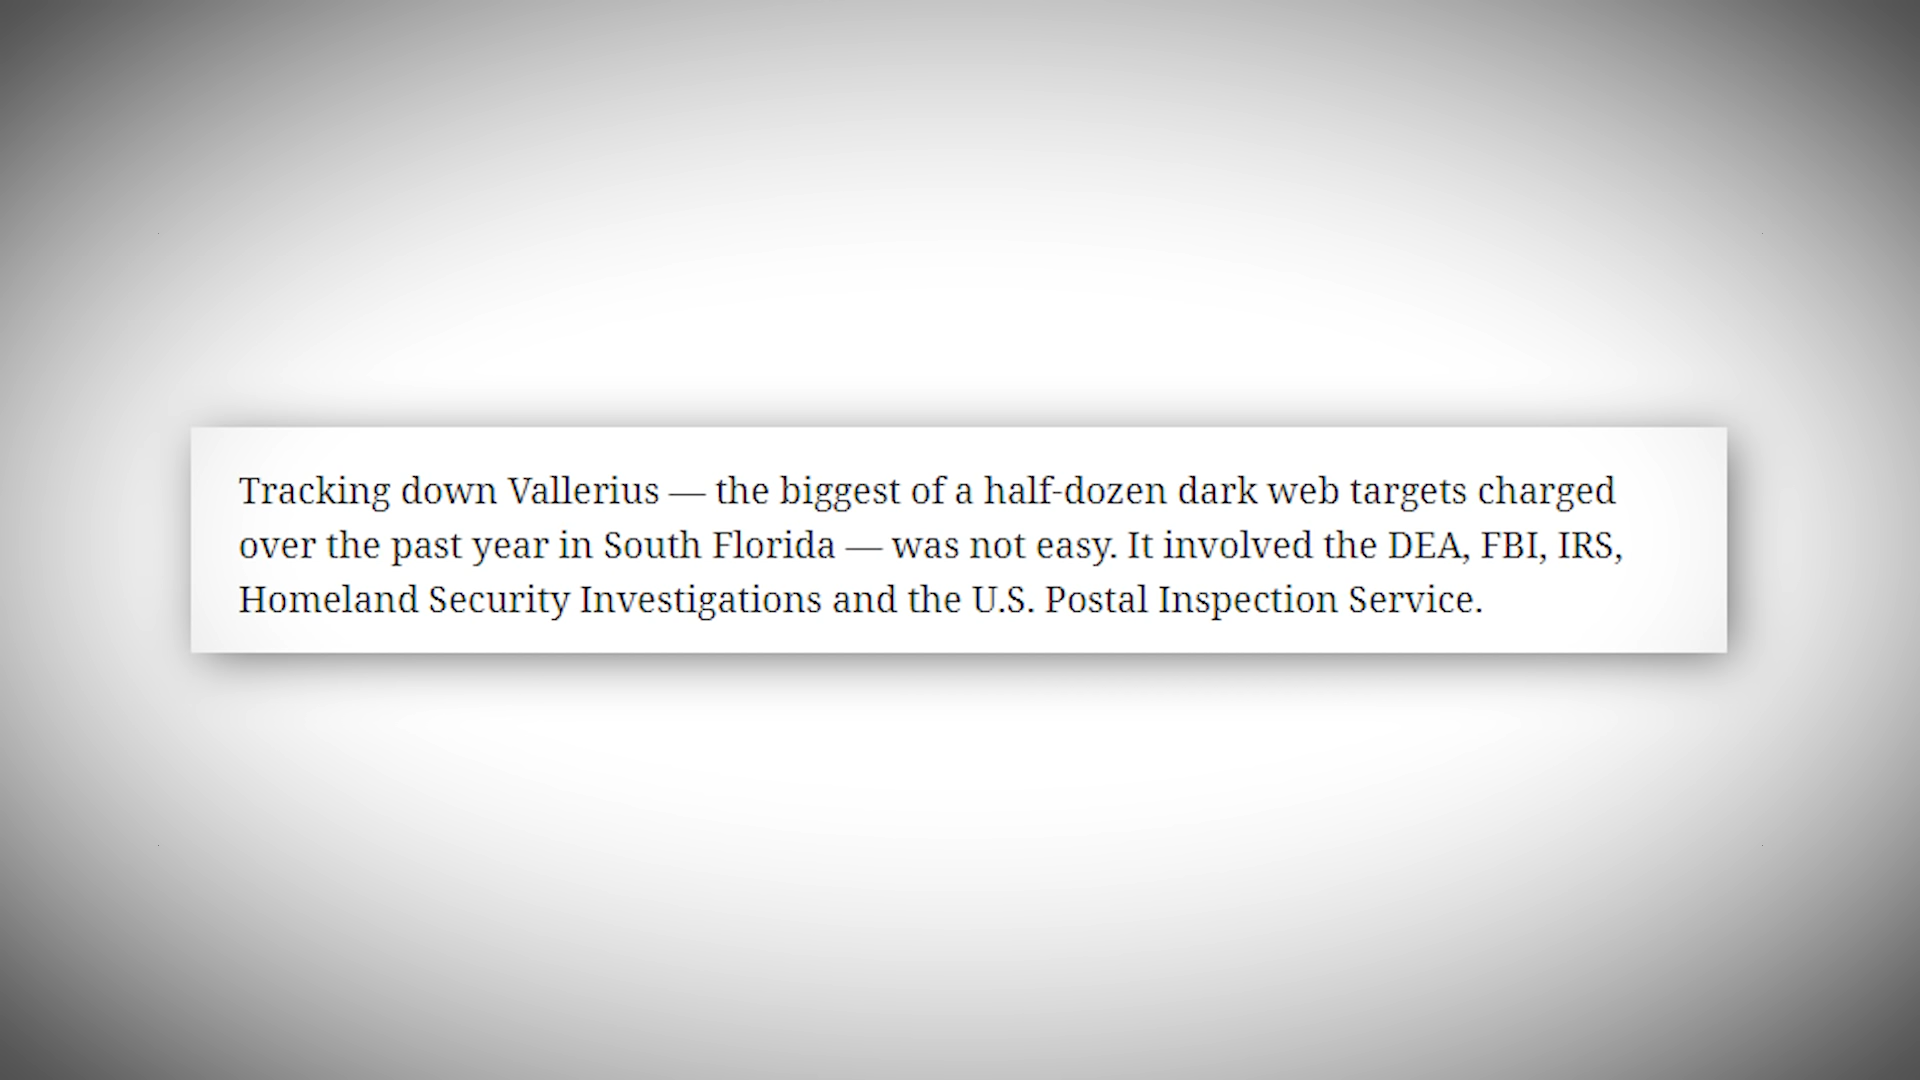 Tracking down Vallerius — the biggest of a half-dozen dark web targets charged
over the past year in South Florida — was not easy. It involved the DEA, FBI, IRS,
Homeland Security Investigations and the U.S. Postal Inspection Service.